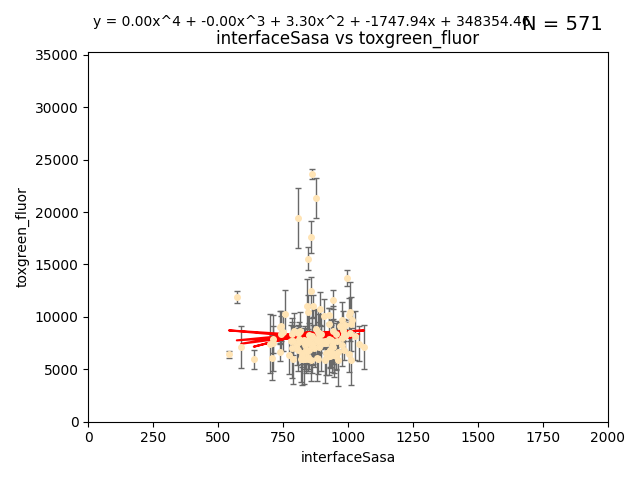 y = 0.00x^4 + -0.00x^3 + 3.30x^2 + -1747.94x + 348354.46
N = 571
interfaceSasa vs toxgreen_fluor
35000
30000
25000
20000
15000
10000
5000
0
toxgreen_fluor
0 250 500 750 1000 1250 1500 1750 2000
interfaceSasa